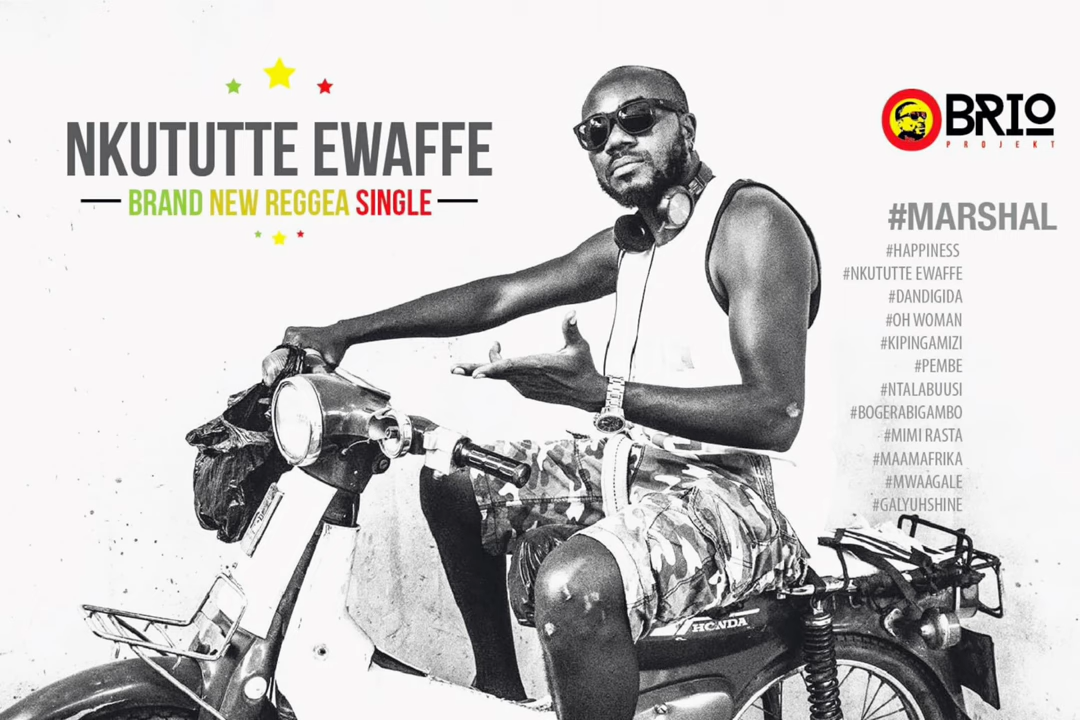 NKUTUTTE EWAFFE
BRAND NEW REGGEA SINGLE
BRIO
PROJEKT
#MARSHAL
#HAPPINESS
#NKUTUTTE EWAFFE
#DANDIGIDA
#OH WOMAN
#KIPINGAMIZI
#PEMBE
#NTALABUUSI
#BOGERABIGAMBO
#MIMI RASTA
#MAAMAFRIKA
#MWAAGALE
#GALYUHSHINE
HONDA